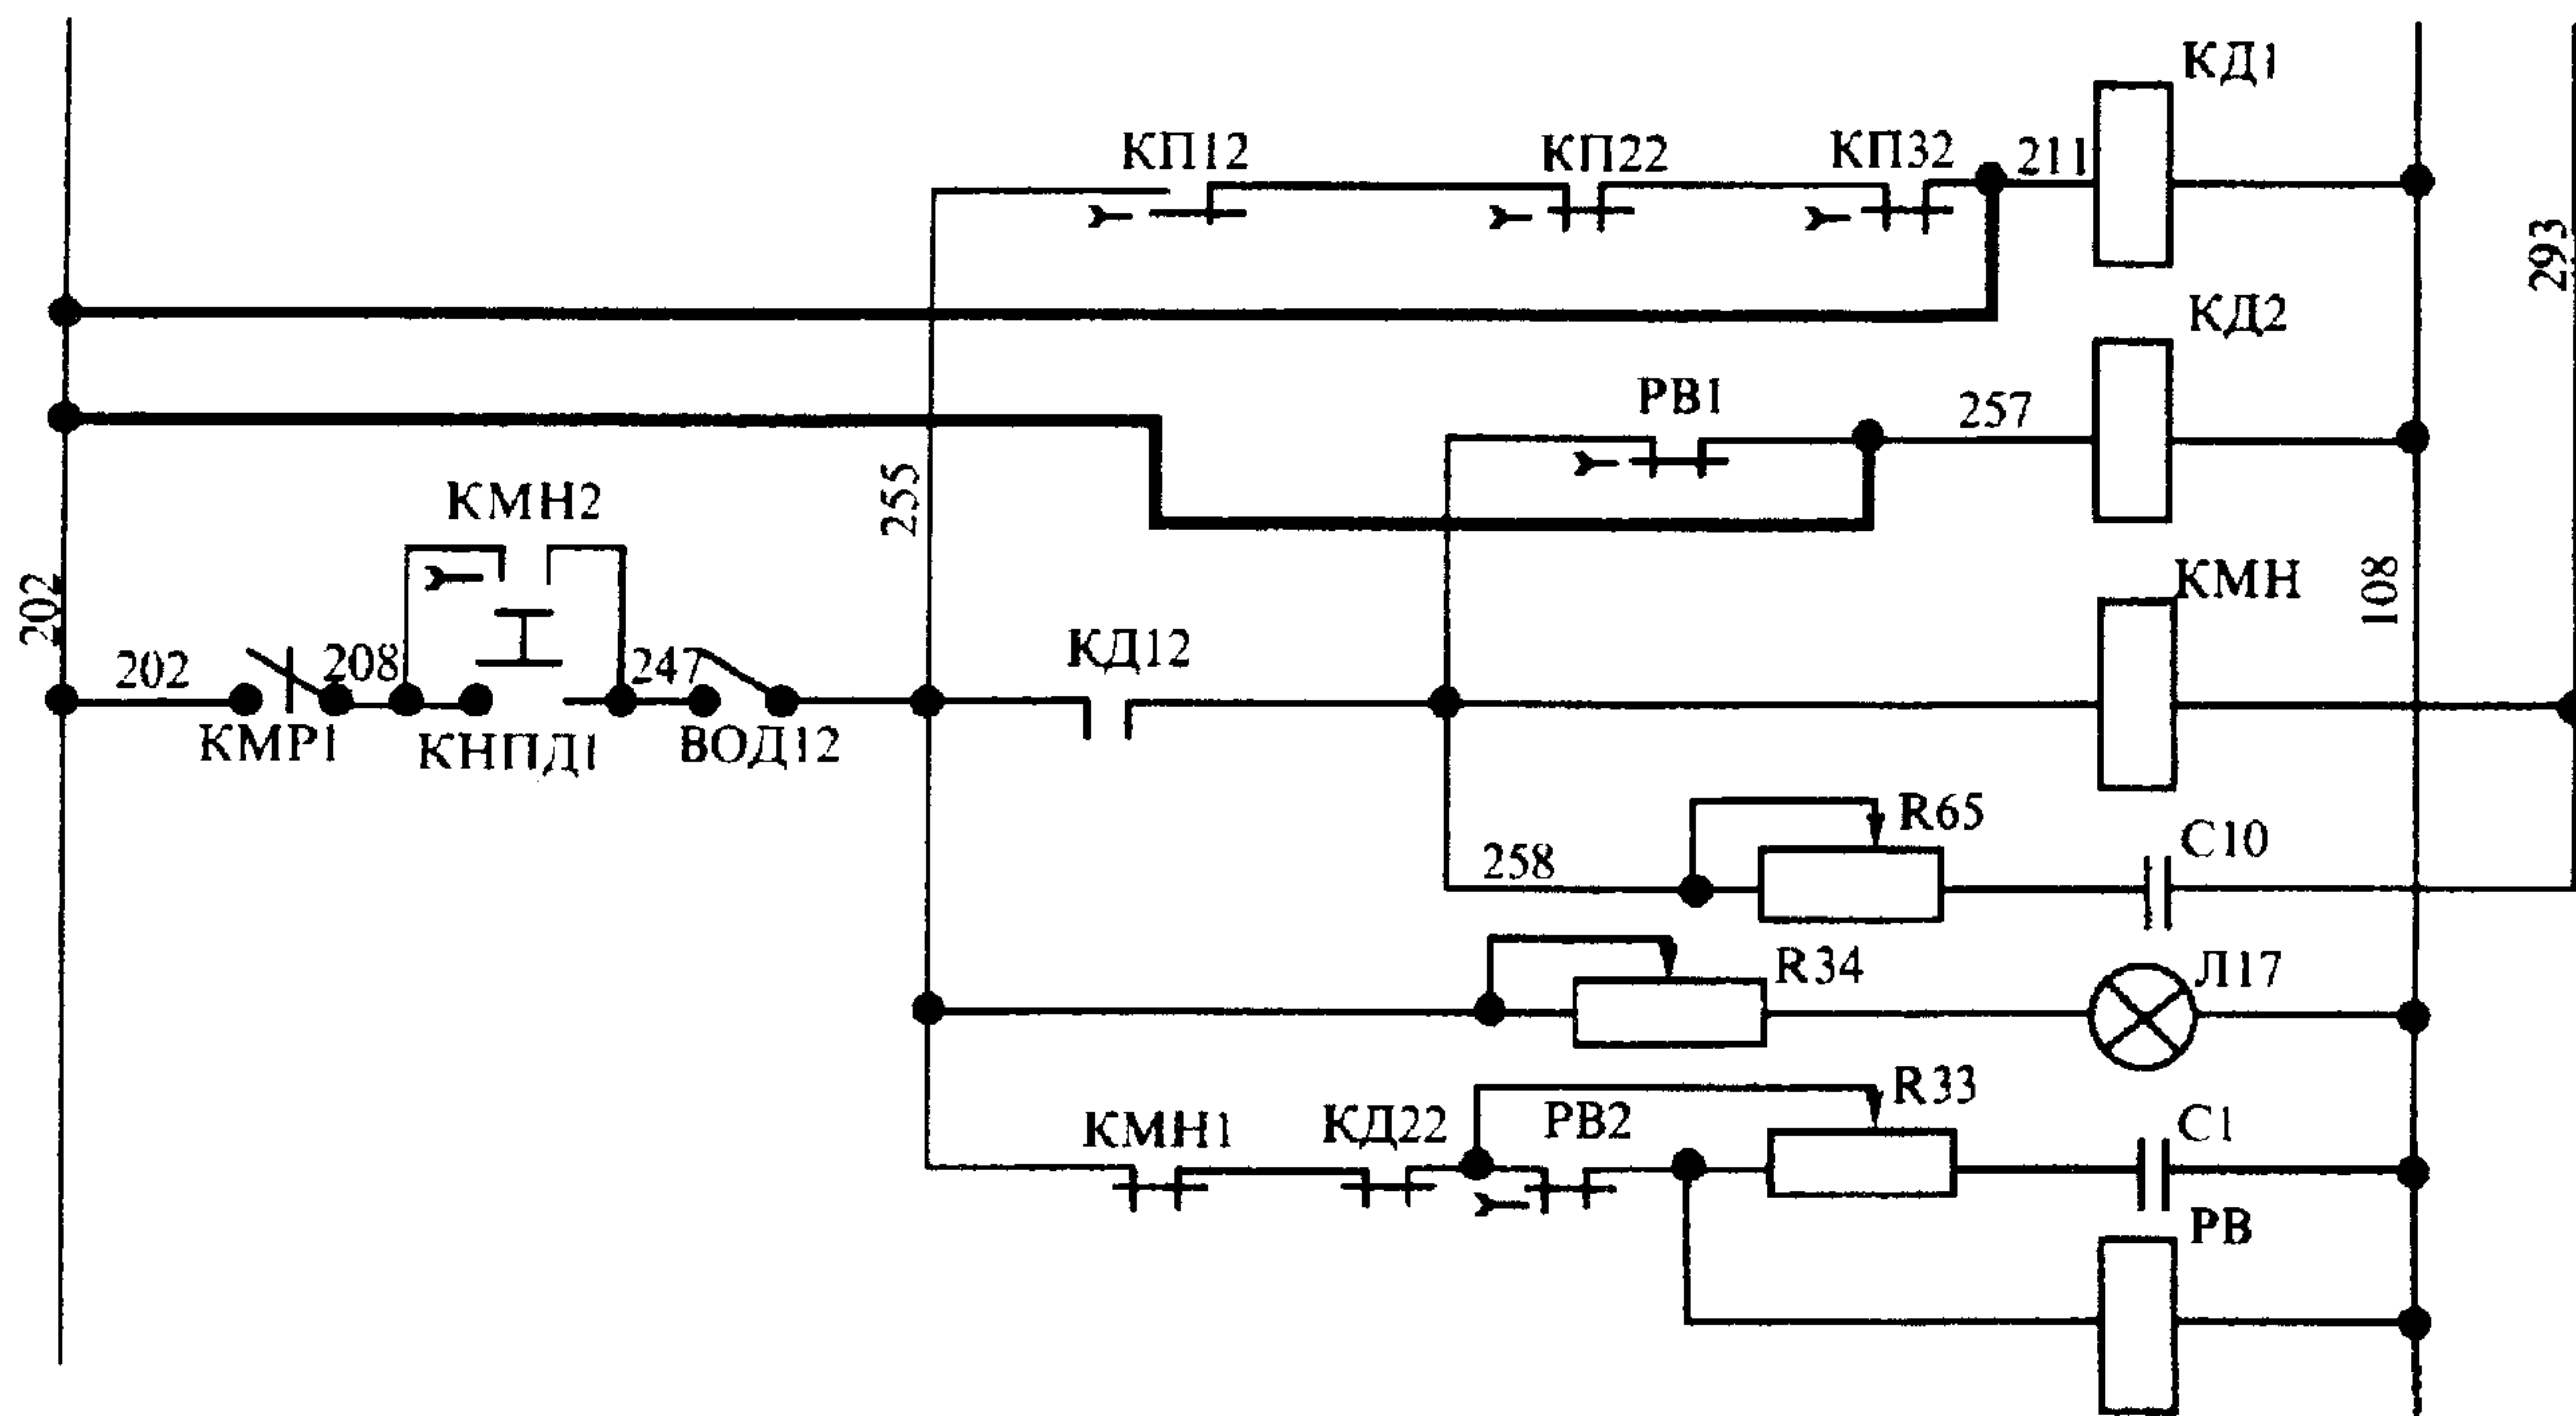 КД1
КП12
КП22
КП32
211
293
КД2
РВ1
257
255
КМН2
202
108
КМН
КД12
202
208
247
КМР1
КНПД1
ВОД12
R65
258
С10
R34
Л17
R33
КМН1
КД22
РВ2
С1
РВ